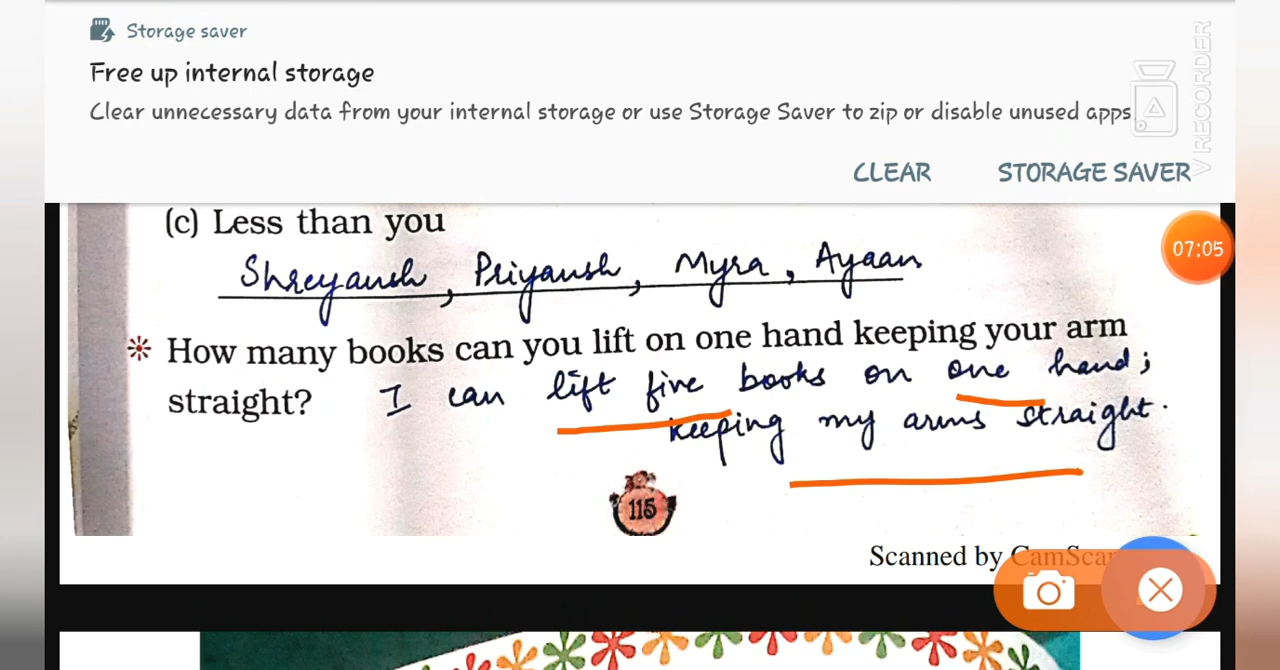 Storage saver
Free up internal storage
Clear unnecessary data from your internal storage or use Storage Saver to zip or disable unused apps.
CLEAR STORAGE SAVER
V RECORDER
(c) Less than you
07:05
Shreyansh, Priyansh, Myra, Ayaan
How many books can you lift on one hand keeping your arm
straight? I can lift five books on one hand;
keeping my arms straight.
115
Scanned by CamSca